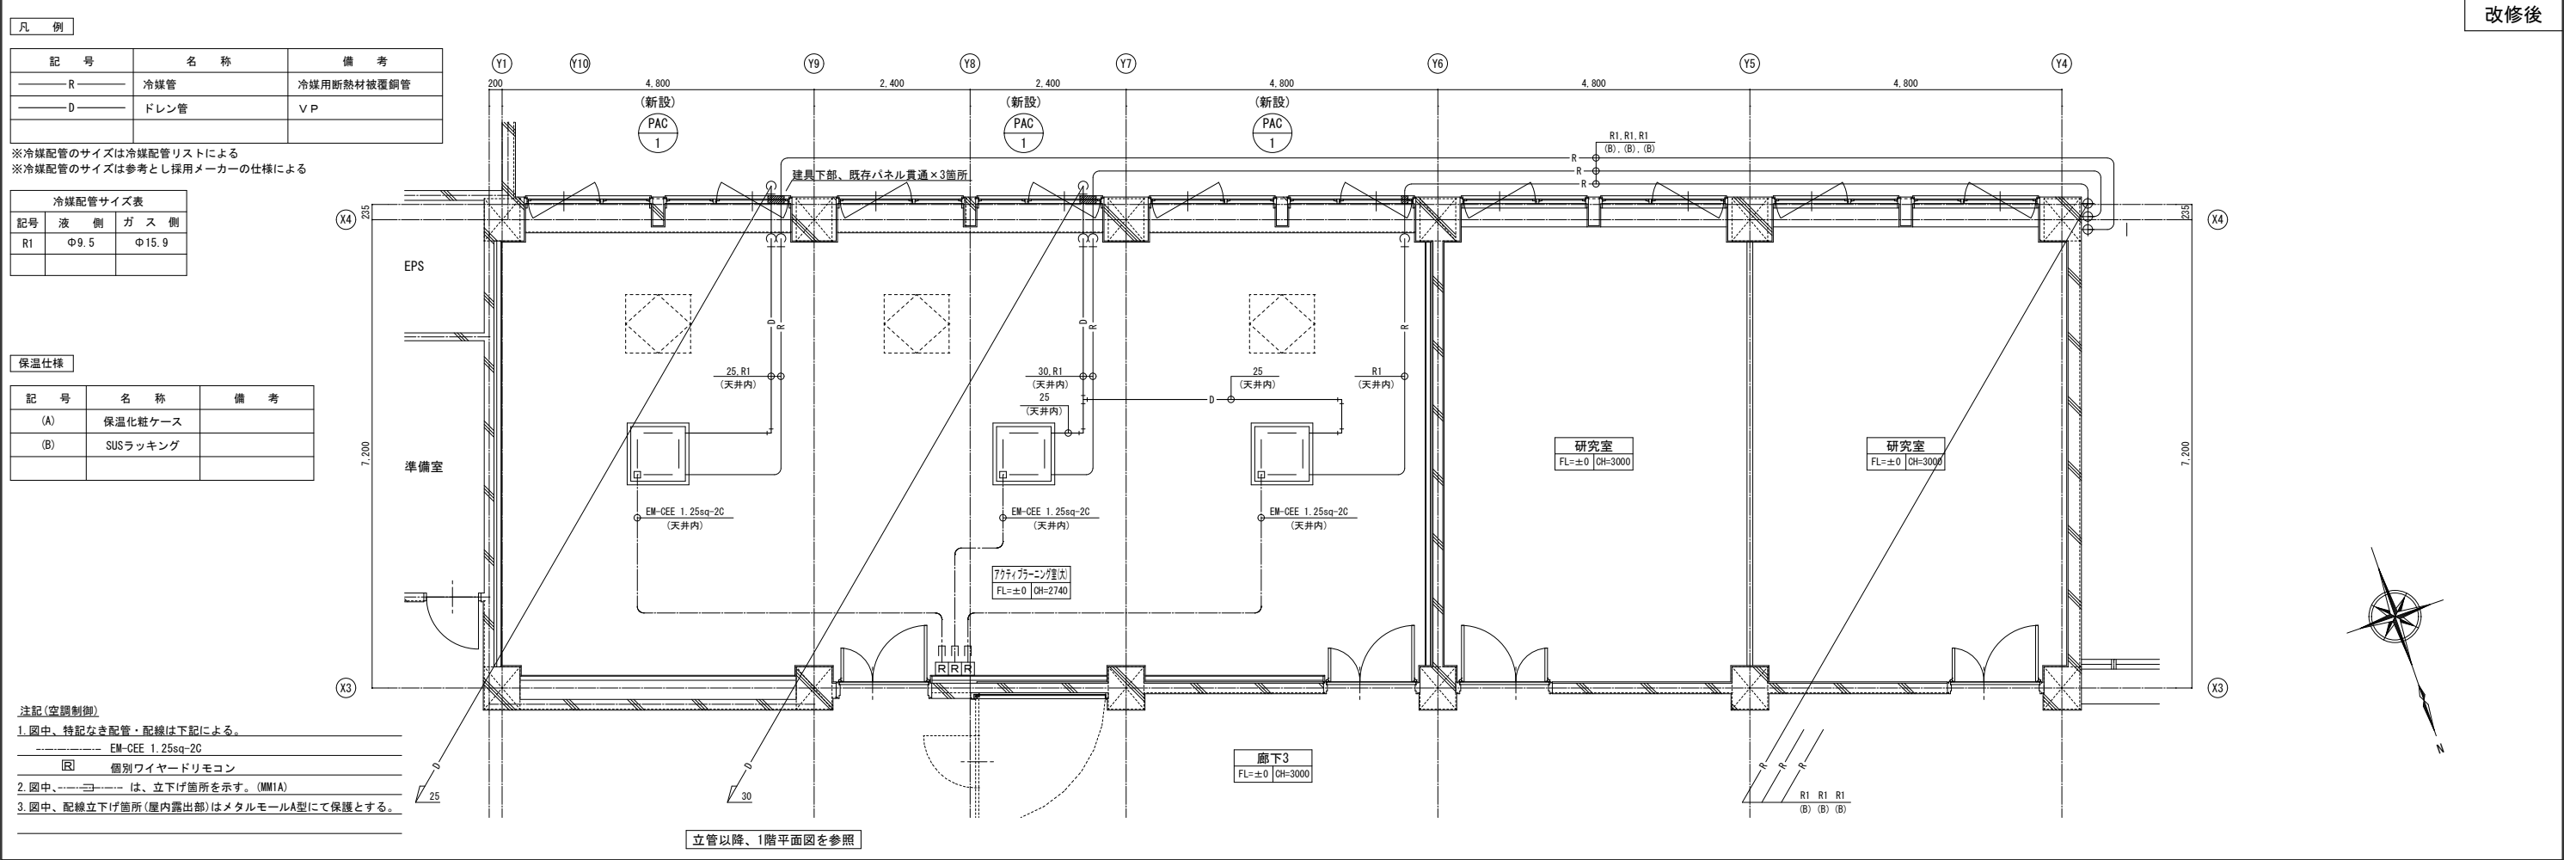 改修後
凡　例
記　号　名　称　備　考
R　冷媒管　冷媒用断熱材被覆銅管
D　ドレン管　ＶＰ
※冷媒配管のサイズは冷媒配管リストによる
※冷媒配管のサイズは参考とし採用メーカーの仕様による
冷媒配管サイズ表
記号　液　側　ガ　ス　側
R1　Φ9.5　Φ15.9
保温仕様
記　号　名　称　備　考
(A)　保温化粧ケース
(B)　SUSラッキング
注記(空調制御)
1.図中、特記なき配管・配線は下記による。
EM-CEE 1.25sq-2C
R　個別ワイヤードリモコン
2.図中、　は、立下げ箇所を示す。(MM1A)
3.図中、配線立下げ箇所(屋内露出部)はメタルモールA型にて保護とする。
Y1　Y10　Y9　Y8　Y7　Y6　Y5　Y4
200　4,800　2,400　2,400　4,800　4,800　4,800
(新設)　(新設)　(新設)
PAC　PAC　PAC
1　1　1
R1,R1,R1
(B),(B),(B)
R
R
R
建具下部、既存パネル貫通×3箇所
X4　235　235　X4
EPS
D　R　D　R　R
25,R1　30,R1　25　R1
(天井内)　(天井内)　(天井内)　(天井内)
25
(天井内)
D
7,200　7,200
準備室
研究室　研究室
FL=±0　CH=3000　FL=±0　CH=3000
EM-CEE 1.25sq-2C　EM-CEE 1.25sq-2C　EM-CEE 1.25sq-2C
(天井内)　(天井内)　(天井内)
アクティブラーニング室(大)
FL=±0　CH=2740
R　R　R
X3　X3
廊下3
FL=±0　CH=3000
D　D　R　R　R
25　30
R1　R1　R1
(B)　(B)　(B)
N
立管以降、1階平面図を参照